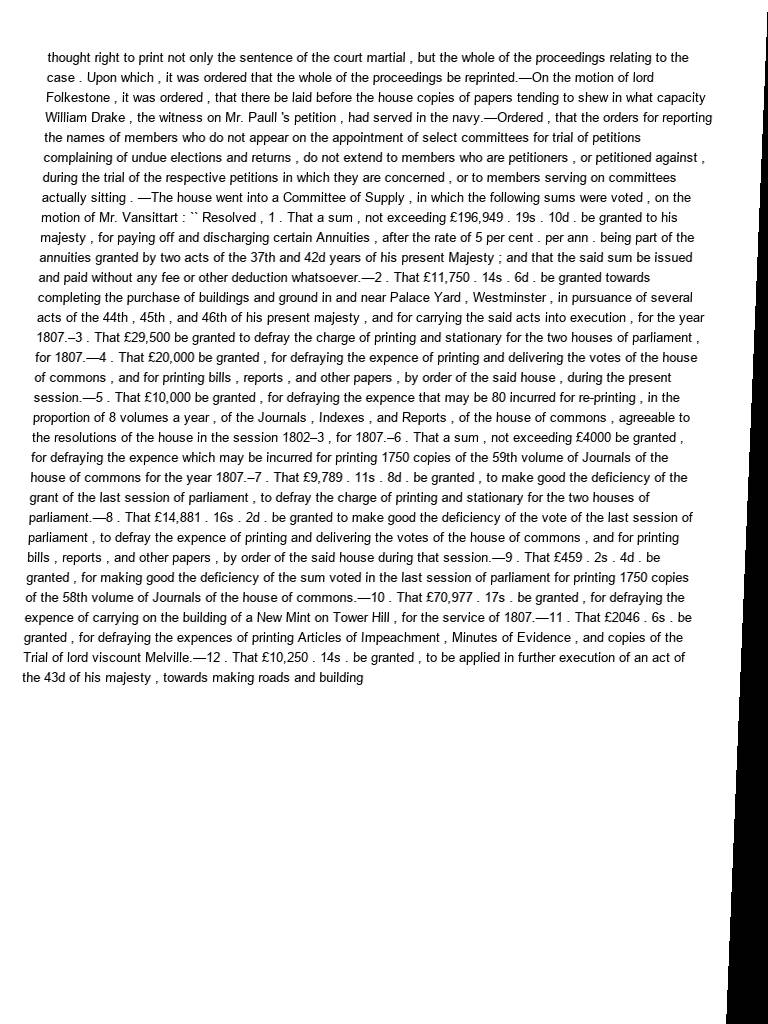 thought right to print not only the sentence of the court martial , but the whole of the proceedings relating to the
case . Upon which , it was ordered that the whole of the proceedings be reprinted.—On the motion of lord
Folkestone , it was ordered , that there be laid before the house copies of papers tending to shew in what capacity
William Drake , the witness on Mr. Paull 's petition , had served in the navy.—Ordered , that the orders for reporting
the names of members who do not appear on the appointment of select committees for trial of petitions
complaining of undue elections and returns , do not extend to members who are petitioners , or petitioned against ,
during the trial of the respective petitions in which they are concerned , or to members serving on committees
actually sitting . —The house went into a Committee of Supply , in which the following sums were voted , on the
motion of Mr. Vansittart : `` Resolved , 1 . That a sum , not exceeding £196,949 . 19s . 10d . be granted to his
majesty , for paying off and discharging certain Annuities , after the rate of 5 per cent . per ann . being part of the
annuities granted by two acts of the 37th and 42d years of his present Majesty ; and that the said sum be issued
and paid without any fee or other deduction whatsoever.—2 . That £11,750 . 14s . 6d . be granted towards
completing the purchase of buildings and ground in and near Palace Yard , Westminster , in pursuance of several
acts of the 44th , 45th , and 46th of his present majesty , and for carrying the said acts into execution , for the year
1807.–3 . That £29,500 be granted to defray the charge of printing and stationary for the two houses of parliament ,
for 1807.—4 . That £20,000 be granted , for defraying the expence of printing and delivering the votes of the house
of commons , and for printing bills , reports , and other papers , by order of the said house , during the present
session.—5 . That £10,000 be granted , for defraying the expence that may be 80 incurred for re-printing , in the
proportion of 8 volumes a year , of the Journals , Indexes , and Reports , of the house of commons , agreeable to
the resolutions of the house in the session 1802–3 , for 1807.–6 . That a sum , not exceeding £4000 be granted ,
for defraying the expence which may be incurred for printing 1750 copies of the 59th volume of Journals of the
house of commons for the year 1807.–7 . That £9,789 . 11s . 8d . be granted , to make good the deficiency of the
grant of the last session of parliament , to defray the charge of printing and stationary for the two houses of
parliament.—8 . That £14,881 . 16s . 2d . be granted to make good the deficiency of the vote of the last session of
parliament , to defray the expence of printing and delivering the votes of the house of commons , and for printing
bills , reports , and other papers , by order of the said house during that session.—9 . That £459 . 2s . 4d . be
granted , for making good the deficiency of the sum voted in the last session of parliament for printing 1750 copies
of the 58th volume of Journals of the house of commons.—10 . That £70,977 . 17s . be granted , for defraying the
expence of carrying on the building of a New Mint on Tower Hill , for the service of 1807.—11 . That £2046 . 6s . be
granted , for defraying the expences of printing Articles of Impeachment , Minutes of Evidence , and copies of the
Trial of lord viscount Melville.—12 . That £10,250 . 14s . be granted , to be applied in further execution of an act of
the 43d of his majesty , towards making roads and building